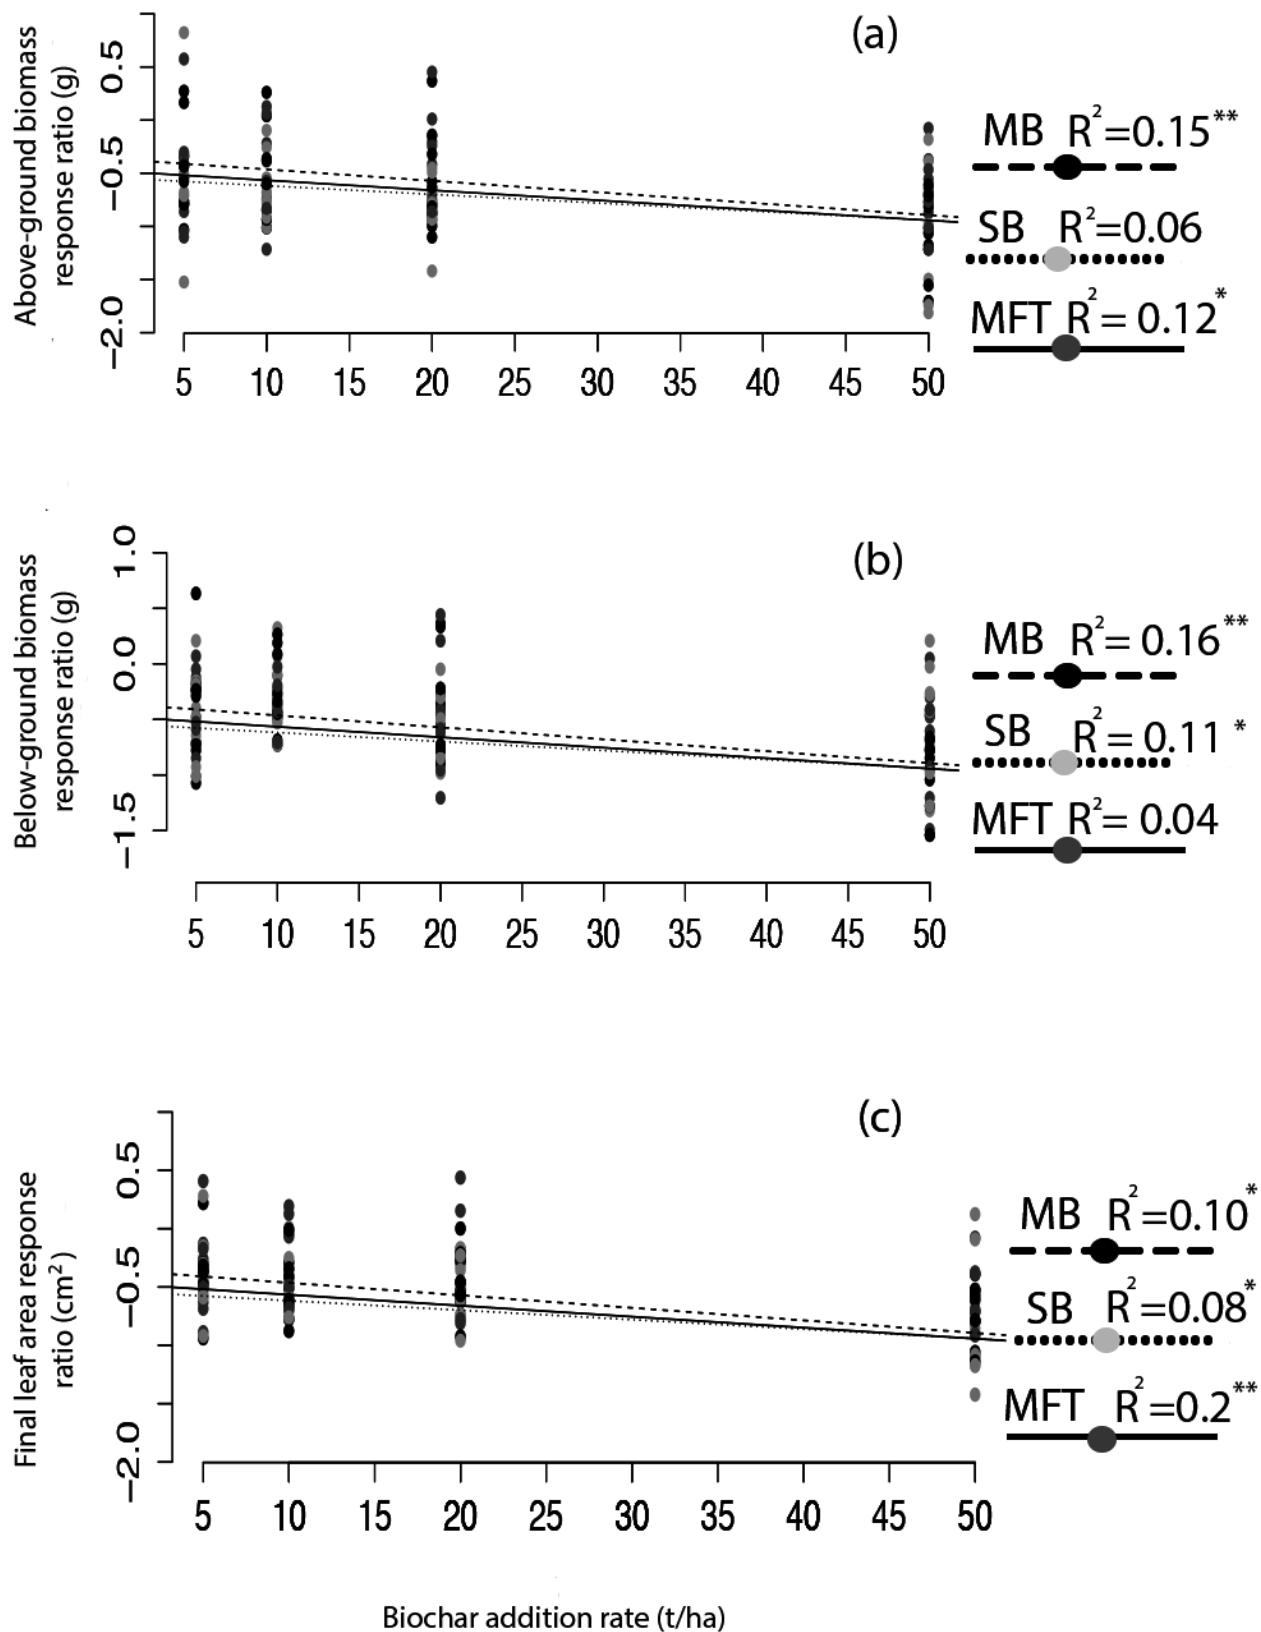 (a)
Above-ground biomass
response ratio (g)
0.5
−0.5
−2.0
5 10 15 20 25 30 35 40 45 50
MB R²=0.15**
SB R²=0.06
MFT R²= 0.12*
(b)
Below-ground biomass
response ratio (g)
1.0
0.0
−1.5
5 10 15 20 25 30 35 40 45 50
MB R²= 0.16**
SB R²= 0.11 *
MFT R²= 0.04
(c)
Final leaf area response
ratio (cm²)
0.5
−0.5
−2.0
5 10 15 20 25 30 35 40 45 50
MB R²=0.10*
SB R²=0.08*
MFT R²=0.2**
Biochar addition rate (t/ha)